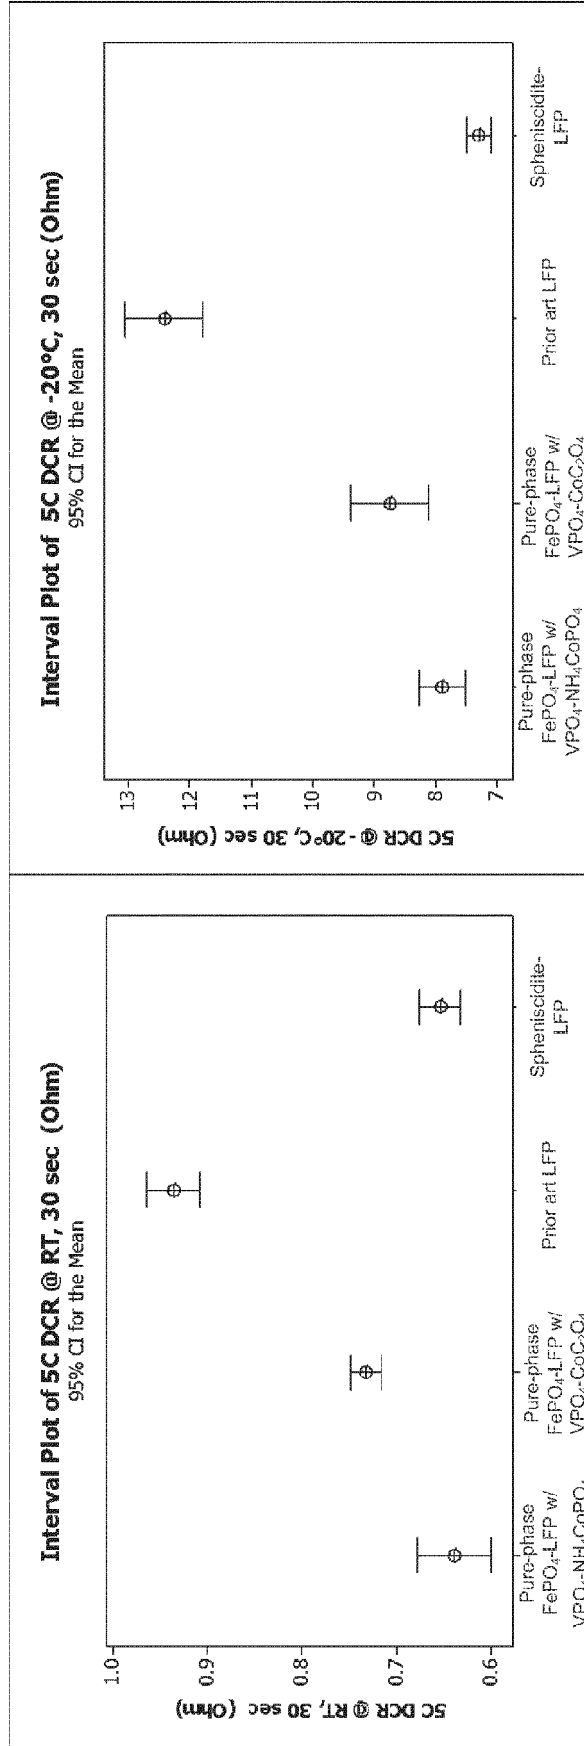 Interval Plot of 5C DCR @ RT, 30 sec (Ohm)
95% CI for the Mean
5C DCR @ RT, 30 sec (Ohm)
1.0
0.9
0.8
0.7
0.6
Pure-phase
FePO₄-LFP w/
VPO₄-NH₄CoPO₄
Pure-phase
FePO₄-LFP w/
VPO₄-CoC₂O₄
Prior art LFP
Spheniscidite-
LFP
Interval Plot of 5C DCR @ -20°C, 30 sec (Ohm)
95% CI for the Mean
5C DCR @ -20°C, 30 sec (Ohm)
13
12
11
10
9
8
7
Pure-phase
FePO₄-LFP w/
VPO₄-NH₄CoPO₄
Pure-phase
FePO₄-LFP w/
VPO₄-CoC₂O₄
Prior art LFP
Spheniscidite-
LFP